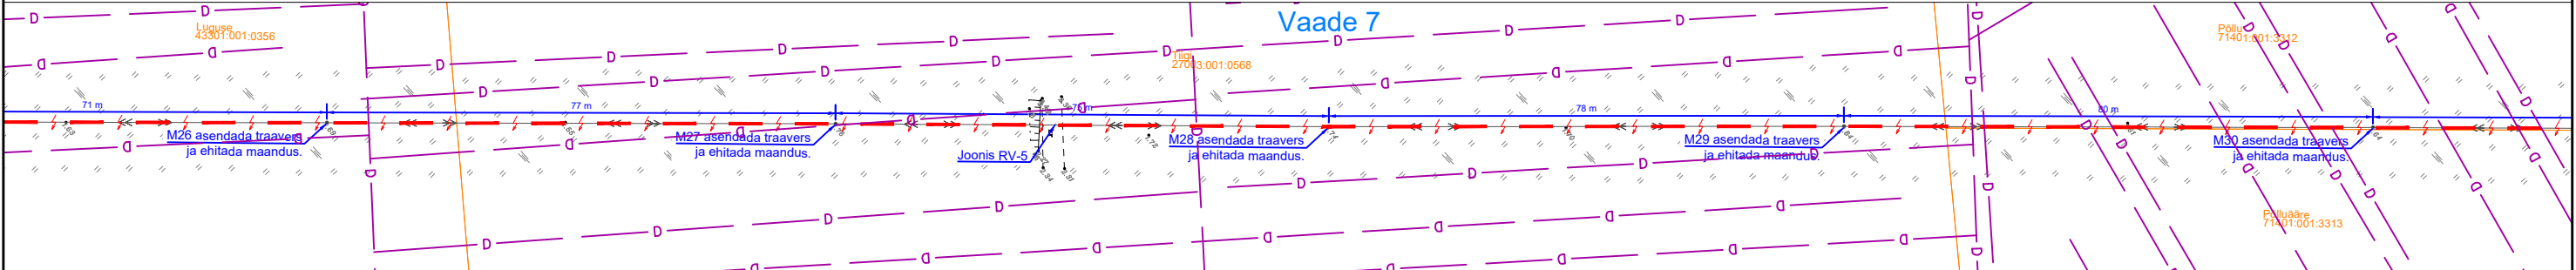 Vaade 7
Luguse
43301:001:0356
Tiigi
27003:001:0568
Põllu
71401:001:3312
71 m
77 m
75 m
78 m
80 m
M26 asendada traavers
ja ehitada maandus.
M27 asendada traavers
ja ehitada maandus.
Joonis RV-5
M28 asendada traavers
ja ehitada maandus.
M29 asendada traavers
ja ehitada maandus.
M30 asendada traavers
ja ehitada maandus.
Põlluääre
71401:001:3313